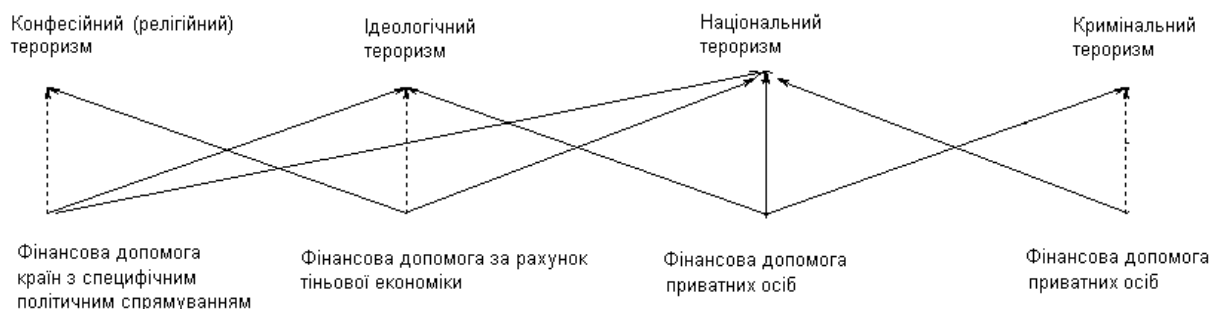 Конфесійний (релігійний)
тероризм
Ідеологічний
тероризм
Національний
тероризм
Кримінальний
тероризм
Фінансова допомога
країн з специфічним
політичним спрямуванням
Фінансова допомога за рахунок
тіньової економіки
Фінансова допомога
приватних осіб
Фінансова допомога
приватних осіб